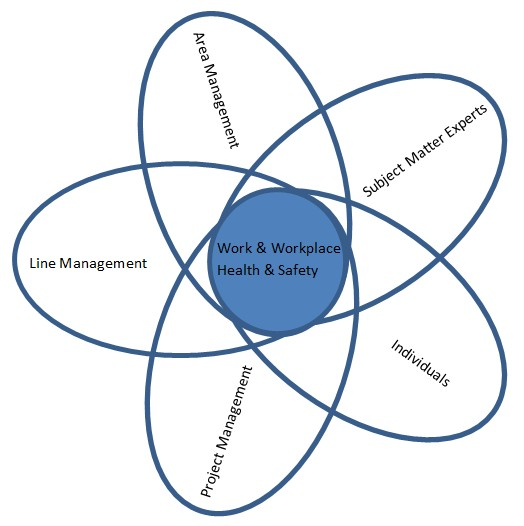 Area Management
Subject Matter Experts
Work & Workplace
Health & Safety
Line Management
Individuals
Project Management